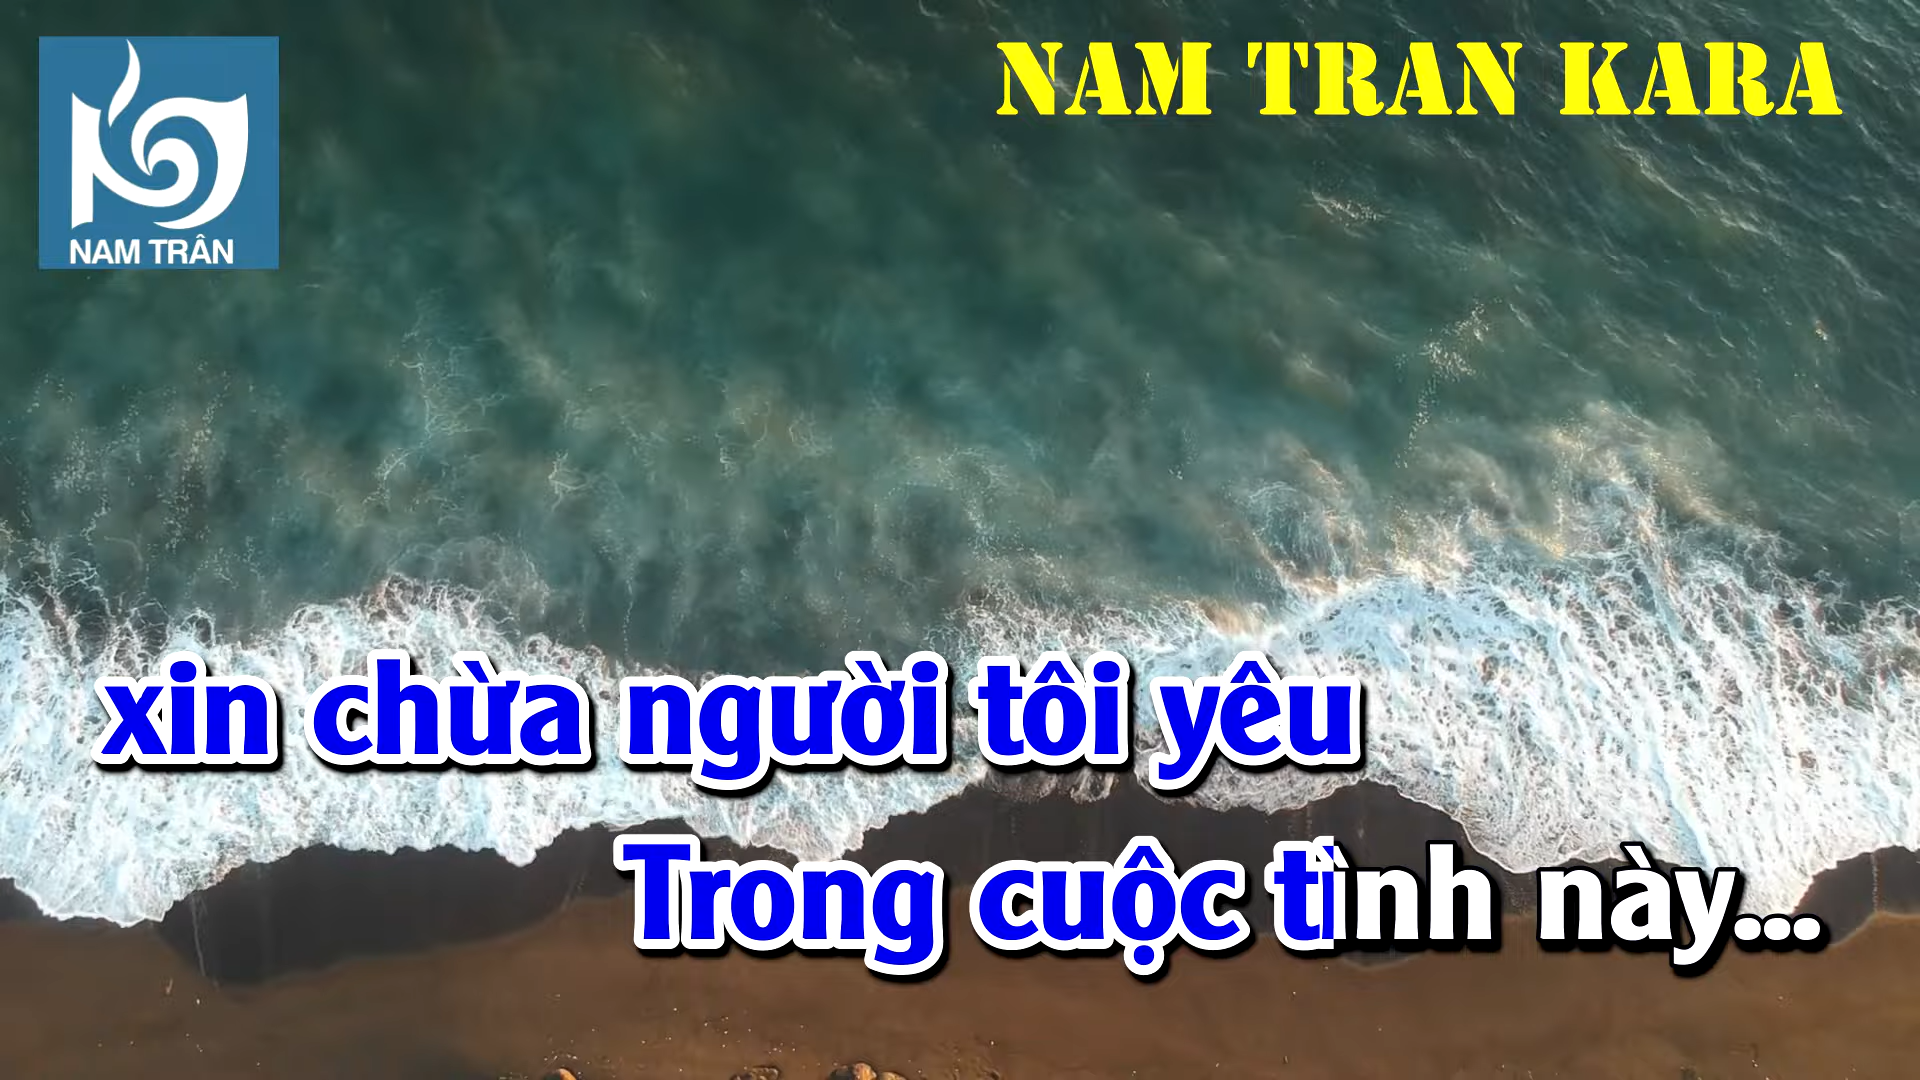 NAM TRAN KARA
NAM TRÂN
xin chừa người tôi yêu
Trong cuộc tình này...